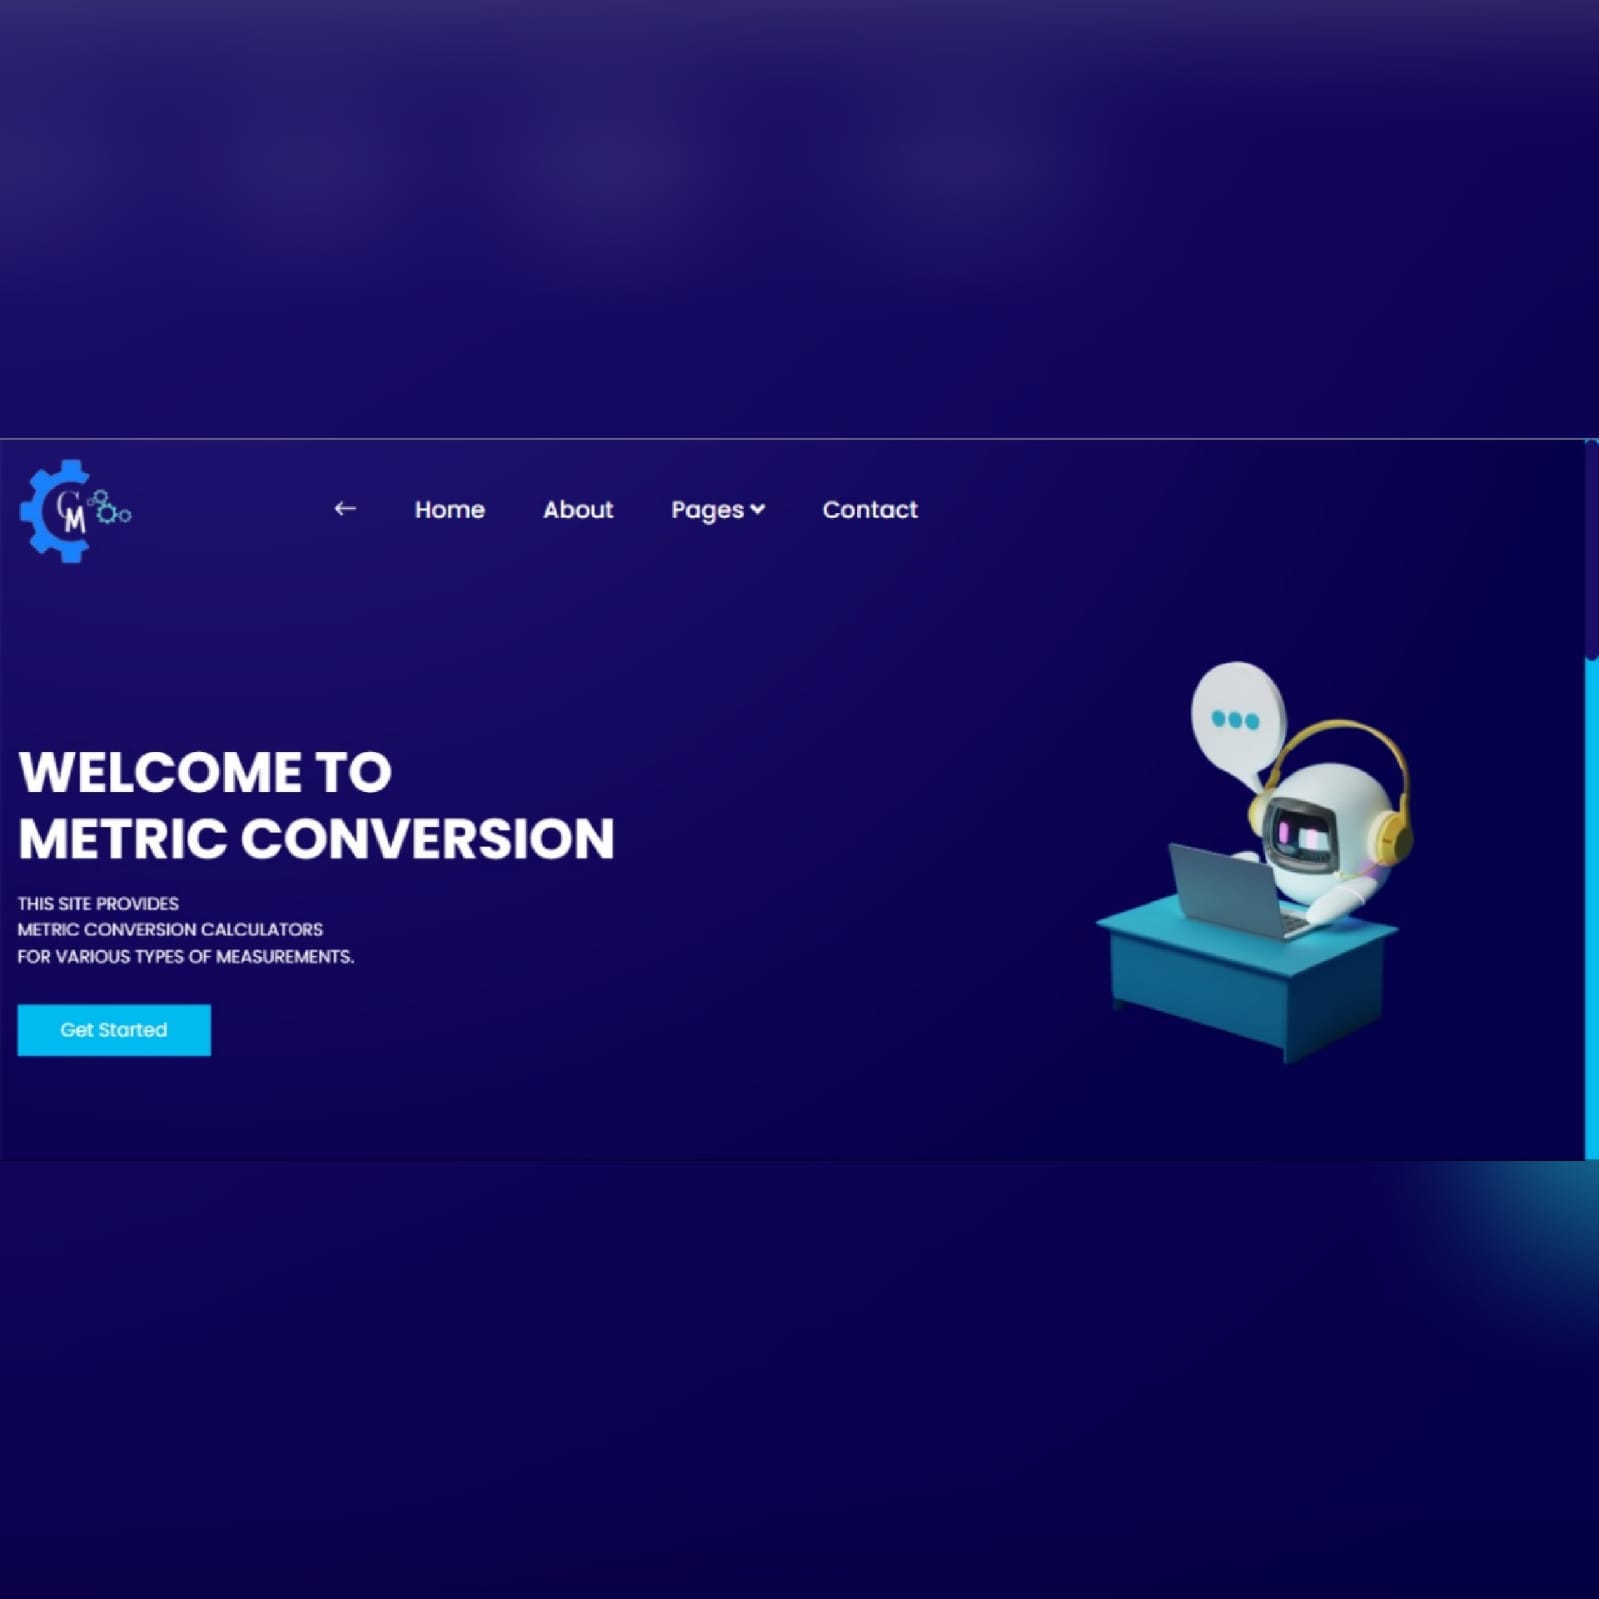 CM
Home About Pages Contact
WELCOME TO
METRIC CONVERSION
THIS SITE PROVIDES
METRIC CONVERSION CALCULATORS
FOR VARIOUS TYPES OF MEASUREMENTS.
Get Started